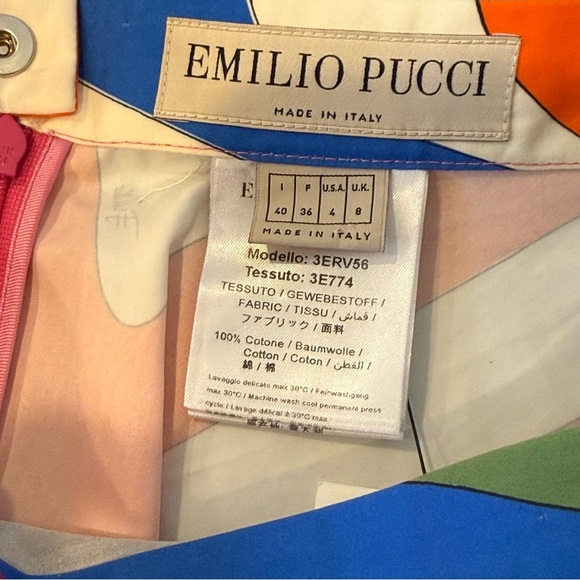 EMILIO PUCCI
MADE IN ITALY
E
I F U.S.A. U.K.
40 36 4 8
MADE IN ITALY
Modello: 3ERV56
Tessuto: 3E774
TESSUTO / GEWEBESTOFF /
FABRIC / TISSU / قماش /
ファブリック / 面料
100% Cotone / Baumwolle /
Cotton / Coton / القطن /
綿 / 棉
Lavaggio delicato max 30°C / Feinwaschgang
max 30°C / Machine wash cool permanent press
cycle / Lavage délicat à 30°C max